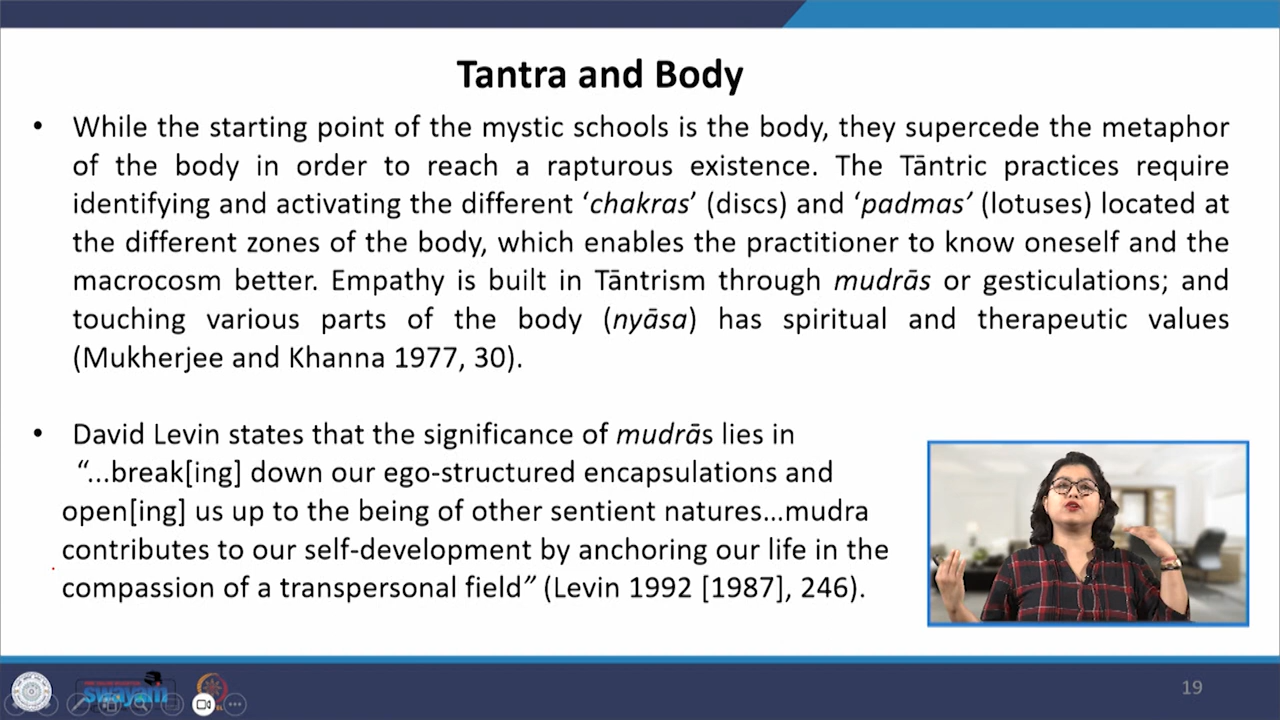 Tantra and Body
• While the starting point of the mystic schools is the body, they supercede the metaphor
of the body in order to reach a rapturous existence. The Tāntric practices require
identifying and activating the different ‘chakras’ (discs) and ‘padmas’ (lotuses) located at
the different zones of the body, which enables the practitioner to know oneself and the
macrocosm better. Empathy is built in Tāntrism through mudrās or gesticulations; and
touching various parts of the body (nyāsa) has spiritual and therapeutic values
(Mukherjee and Khanna 1977, 30).
• David Levin states that the significance of mudrās lies in
“...break[ing] down our ego-structured encapsulations and
open[ing] us up to the being of other sentient natures...mudra
contributes to our self-development by anchoring our life in the
compassion of a transpersonal field” (Levin 1992 [1987], 246).
swayam
19